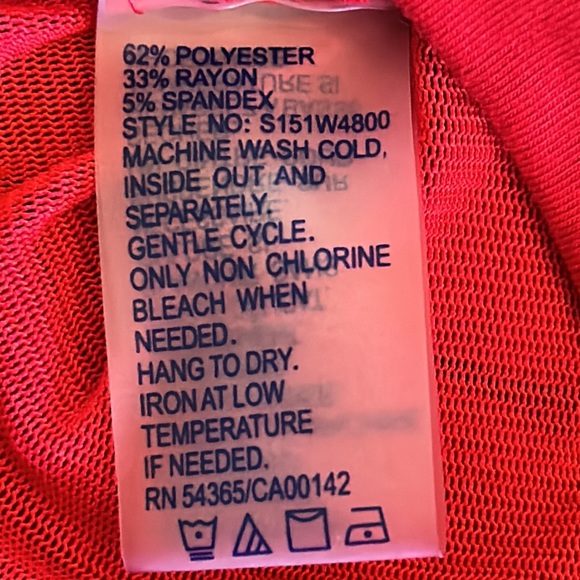 62% POLYESTER
33% RAYON
5% SPANDEX
STYLE NO: S151W4800
MACHINE WASH COLD,
INSIDE OUT AND
SEPARATELY.
GENTLE CYCLE.
ONLY NON CHLORINE
BLEACH WHEN
NEEDED.
HANG TO DRY.
IRON AT LOW
TEMPERATURE
IF NEEDED.
RN 54365/CA00142